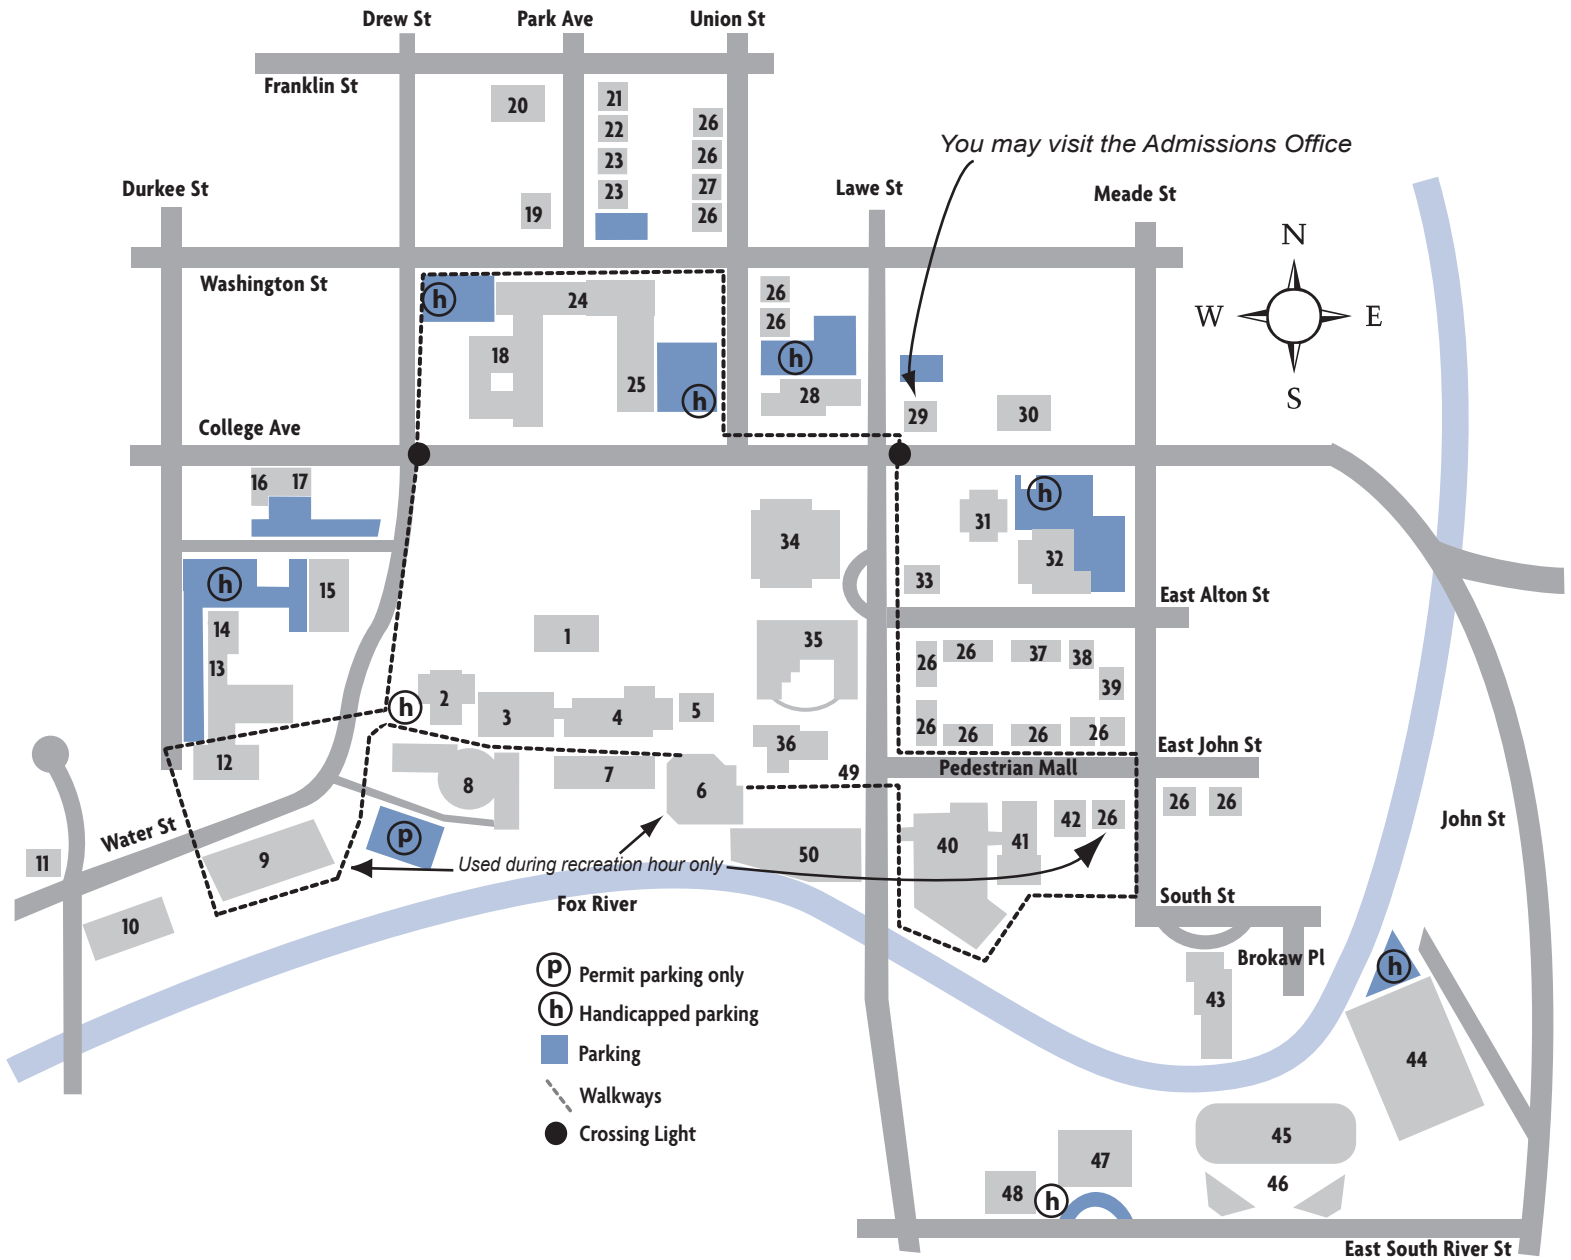 Drew St
Park Ave
Union St
Franklin St
20
21
22
23
23
26
26
27
26
You may visit the Admissions Office
Durkee St
19
Lawe St
Meade St
N
W
E
S
Washington St
h
24
26
26
18
25
h
h
28
29
30
College Ave
16
17
34
31
h
32
33
h
15
14
13
1
35
East Alton St
26
26
37
38
39
h
2
3
4
5
26
26
26
26
36
East John St
Pedestrian Mall
12
8
7
6
49
26
26
Water St
P
9
11
10
Used during recreation hour only
50
40
41
42
26
John St
South St
Fox River
Brokaw Pl
h
43
44
P Permit parking only
h Handicapped parking
Parking
Walkways
Crossing Light
45
46
47
48
h
East South River St